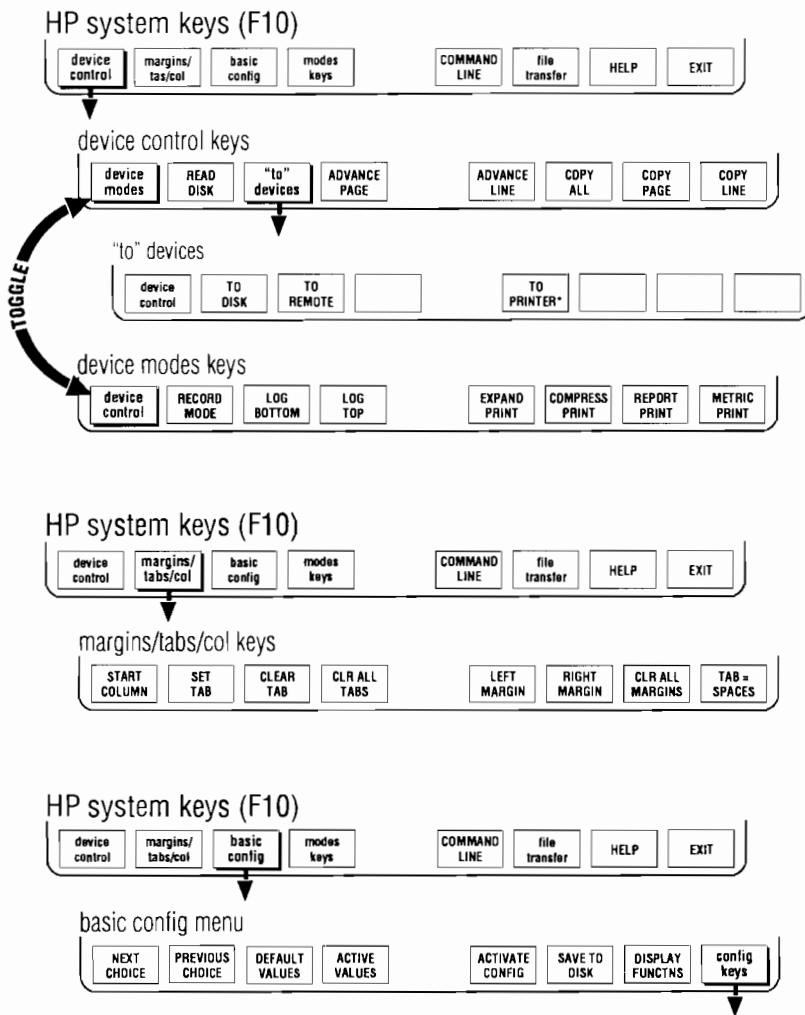 HP system keys (F10)
device control
margins/ tas/col
basic config
modes keys
COMMAND LINE
file transfer
HELP
EXIT
device control keys
device modes
READ DISK
"to" devices
ADVANCE PAGE
ADVANCE LINE
COPY ALL
COPY PAGE
COPY LINE
TOGGLE
"to" devices
device control
TO DISK
TO REMOTE
TO PRINTER*
device modes keys
device control
RECORD MODE
LOG BOTTOM
LOG TOP
EXPAND PRINT
COMPRESS PRINT
REPORT PRINT
METRIC PRINT
HP system keys (F10)
device control
margins/ tabs/col
basic config
modes keys
COMMAND LINE
file transfer
HELP
EXIT
margins/tabs/col keys
START COLUMN
SET TAB
CLEAR TAB
CLR ALL TABS
LEFT MARGIN
RIGHT MARGIN
CLR ALL MARGINS
TAB = SPACES
HP system keys (F10)
device control
margins/ tabs/col
basic config
modes keys
COMMAND LINE
file transfer
HELP
EXIT
basic config menu
NEXT CHOICE
PREVIOUS CHOICE
DEFAULT VALUES
ACTIVE VALUES
ACTIVATE CONFIG
SAVE TO DISK
DISPLAY FUNCTNS
config keys